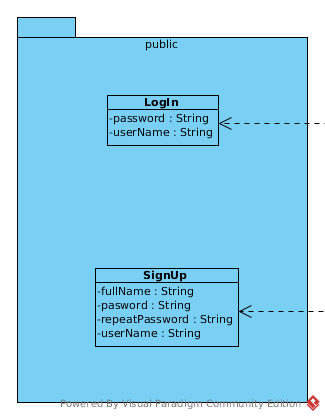 public
LogIn
-password : String
-userName : String
SignUp
-fullName : String
-pasword : String
-repeatPassword : String
-userName : String
Powered By Visual Paradigm Community Edition